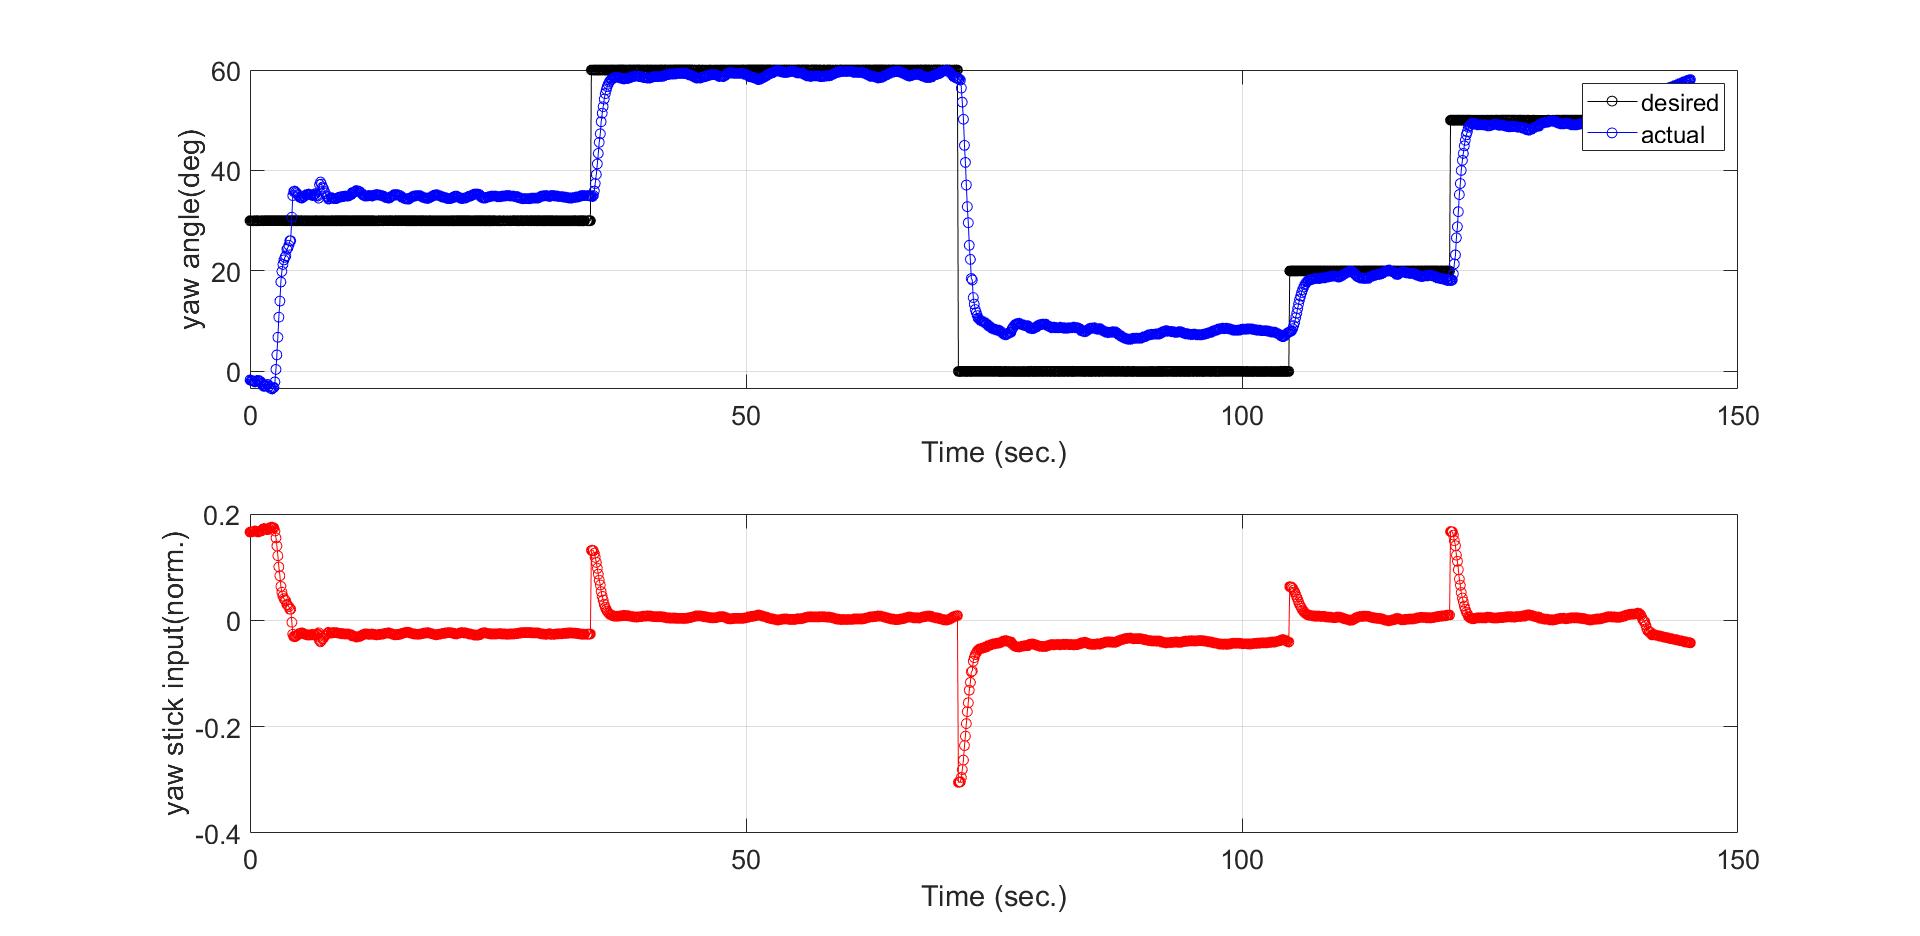 60
40
20
0
yaw angle(deg)
desired
actual
0 50 100 150
Time (sec.)
0.2
0
-0.2
-0.4
yaw stick input(norm.)
0 50 100 150
Time (sec.)